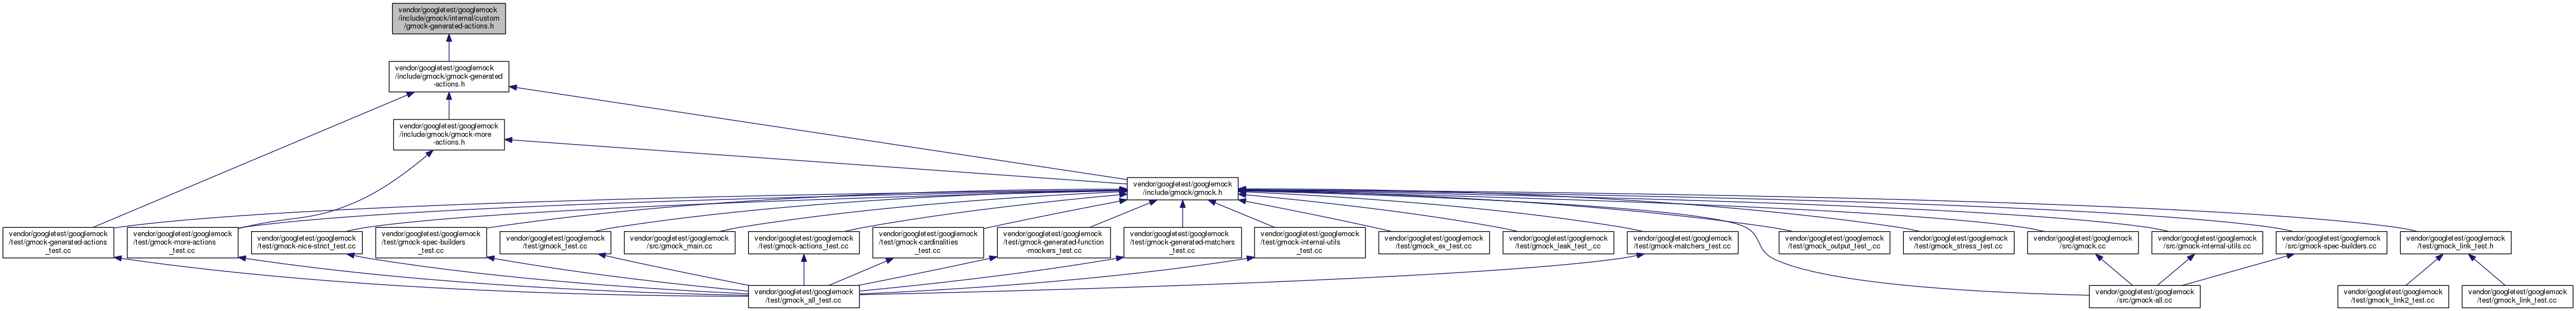 vendor/googletest/googlemock
/include/gmock/internal/custom
/gmock-generated-actions.h
vendor/googletest/googlemock
/include/gmock/gmock-generated
-actions.h
vendor/googletest/googlemock
/include/gmock/gmock-more
-actions.h
vendor/googletest/googlemock
/include/gmock/gmock.h
vendor/googletest/googlemock
/test/gmock-generated-actions
_test.cc
vendor/googletest/googlemock
/test/gmock-more-actions
_test.cc
vendor/googletest/googlemock
/test/gmock-nice-strict_test.cc
vendor/googletest/googlemock
/test/gmock-spec-builders
_test.cc
vendor/googletest/googlemock
/test/gmock_test.cc
vendor/googletest/googlemock
/src/gmock_main.cc
vendor/googletest/googlemock
/test/gmock-actions_test.cc
vendor/googletest/googlemock
/test/gmock-cardinalities
_test.cc
vendor/googletest/googlemock
/test/gmock-generated-function
-mockers_test.cc
vendor/googletest/googlemock
/test/gmock-generated-matchers
_test.cc
vendor/googletest/googlemock
/test/gmock-internal-utils
_test.cc
vendor/googletest/googlemock
/test/gmock_ex_test.cc
vendor/googletest/googlemock
/test/gmock_leak_test_.cc
vendor/googletest/googlemock
/test/gmock-matchers_test.cc
vendor/googletest/googlemock
/test/gmock_output_test_.cc
vendor/googletest/googlemock
/test/gmock_stress_test.cc
vendor/googletest/googlemock
/src/gmock.cc
vendor/googletest/googlemock
/src/gmock-internal-utils.cc
vendor/googletest/googlemock
/src/gmock-spec-builders.cc
vendor/googletest/googlemock
/test/gmock_link_test.h
vendor/googletest/googlemock
/test/gmock_all_test.cc
vendor/googletest/googlemock
/src/gmock-all.cc
vendor/googletest/googlemock
/test/gmock_link2_test.cc
vendor/googletest/googlemock
/test/gmock_link_test.cc